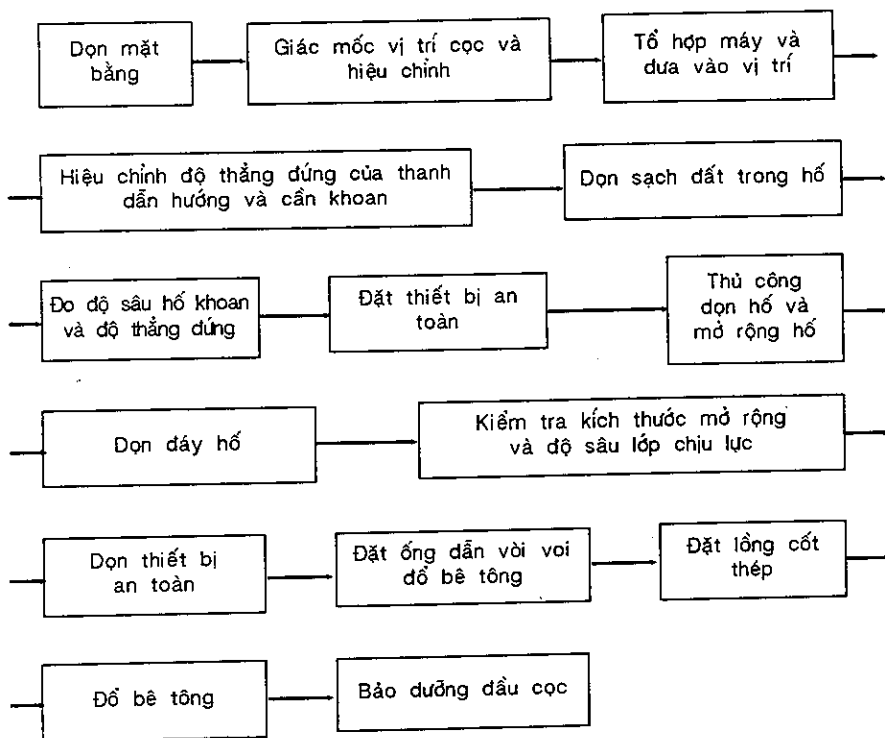 Dọn mặt
bằng
Giác mốc vị trí cọc và
hiệu chỉnh
Tổ hợp máy và
dưa vào vị trí
Hiệu chỉnh độ thẳng đứng của thanh
dẫn hướng và cần khoan
Dọn sạch đất trong hố
Đo độ sâu hố khoan
và độ thẳng đứng
Đặt thiết bị an
toàn
Thủ công
dọn hố và
mở rộng hố
Dọn đáy hố
Kiểm tra kích thước mở rộng
và độ sâu lớp chịu lực
Dọn thiết bị
an toàn
Đặt ống dẫn vòi voi
đổ bê tông
Đặt lồng cốt
thép
Đổ bê tông
Bảo dưỡng đầu cọc